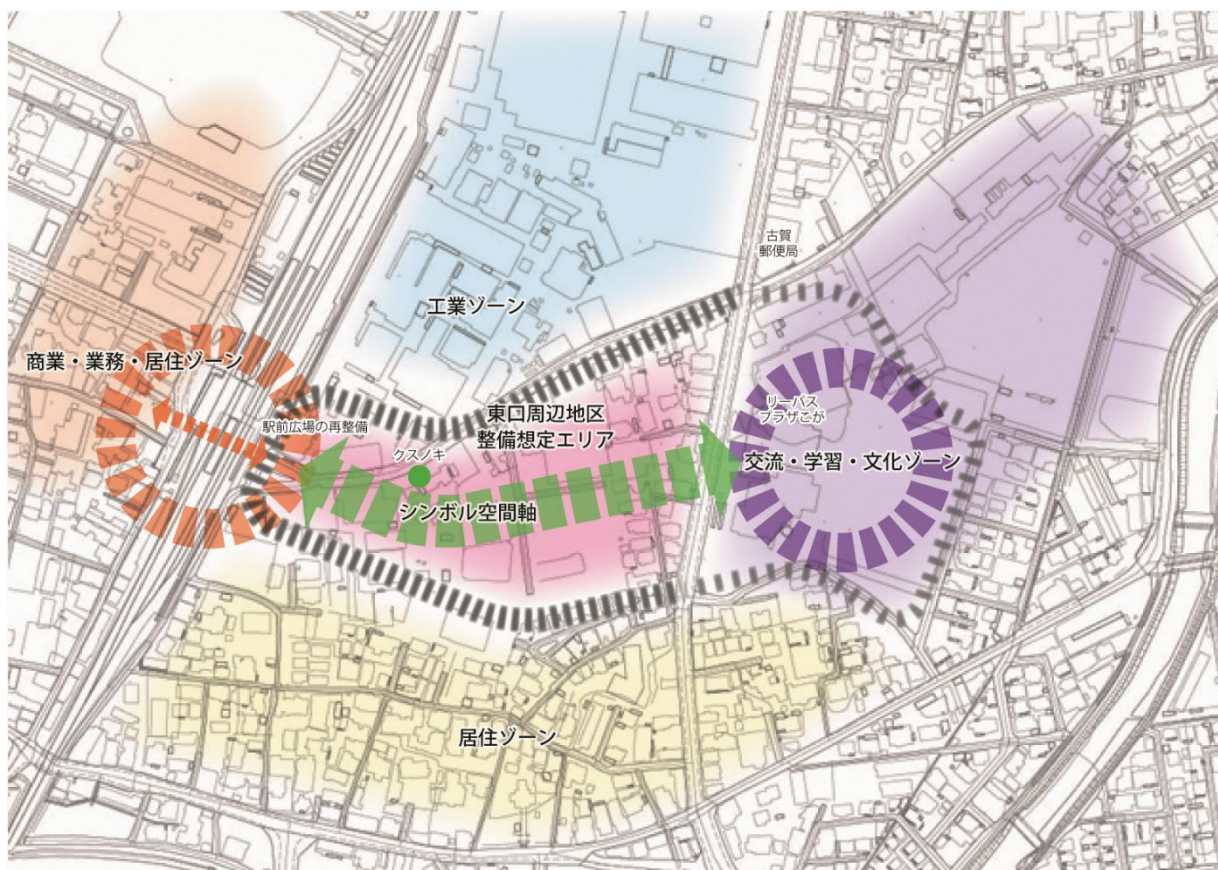 古賀
郵便局
工業ゾーン
商業・業務・居住ゾーン
リーパス
プラザこが
東口周辺地区
整備想定エリア
駅前広場の再整備
クスノキ
交流・学習・文化ゾーン
シンボル空間軸
居住ゾーン